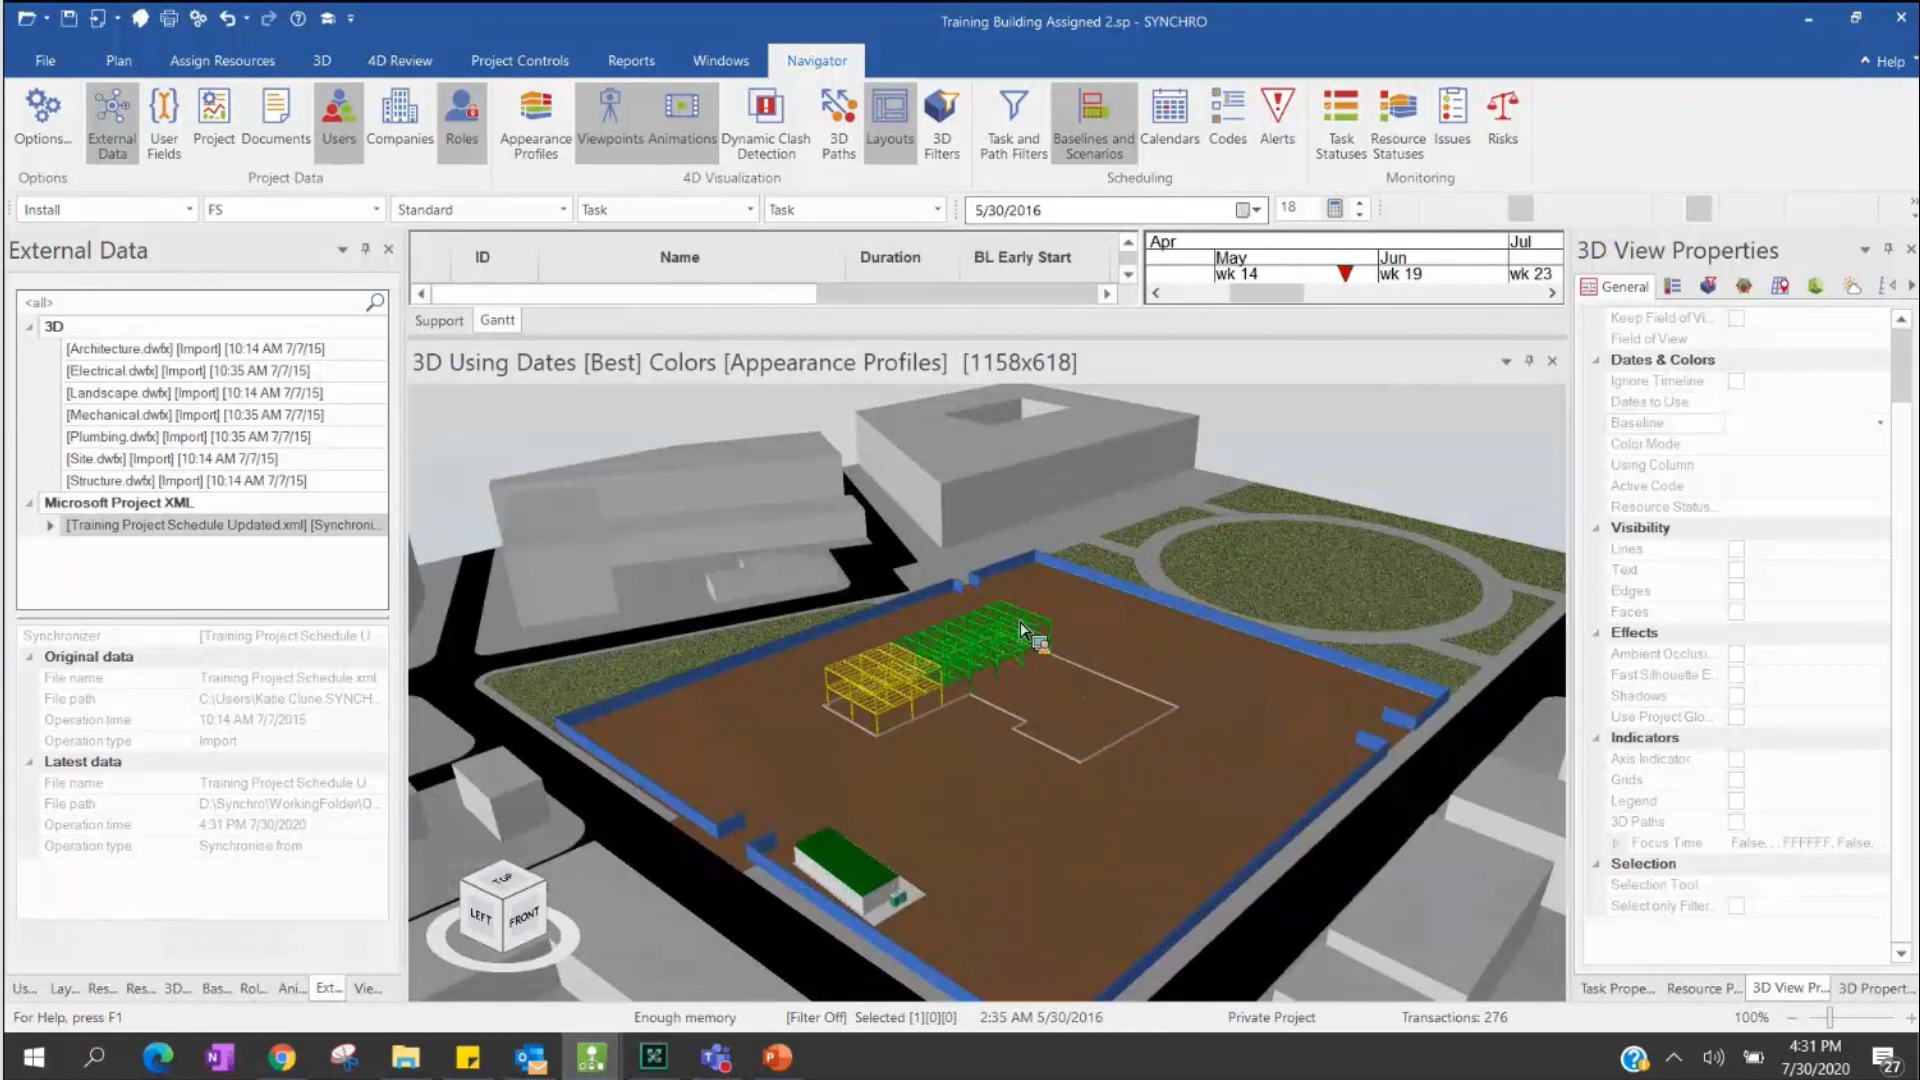 Training Building Assigned 2.sp - SYNCHRO
File Plan Assign Resources 3D 4D Review Project Controls Reports Windows Navigator Help
Options... External Data User Fields Project Documents Users Companies Roles Appearance Profiles Viewpoints Animations Dynamic Clash Detection 3D Paths Layouts 3D Filters Task and Path Filters Baselines and Scenarios Calendars Codes Alerts Task Statuses Resource Statuses Issues Risks
Options Project Data 4D Visualization Scheduling Monitoring
Install FS Standard Task Task 5/30/2016 18
External Data
<all>
3D
[Architecture.dwfx] [Import] [10:14 AM 7/7/15]
[Electrical.dwfx] [Import] [10:35 AM 7/7/15]
[Landscape.dwfx] [Import] [10:14 AM 7/7/15]
[Mechanical.dwfx] [Import] [10:35 AM 7/7/15]
[Plumbing.dwfx] [Import] [10:35 AM 7/7/15]
[Site.dwfx] [Import] [10:14 AM 7/7/15]
[Structure.dwfx] [Import] [10:14 AM 7/7/15]
Microsoft Project XML
[Training Project Schedule Updated.xml] [Synchroni...
Synchronizer [Training Project Schedule U...
Original data
File name Training Project Schedule xml
File path C:\Users\Katie Clune.SYNCH...
Operation time 10:14 AM 7/7/2015
Operation type Import
Latest data
File name Training Project Schedule U...
File path D:\Synchro\WorkingFolder\O...
Operation time 4:31 PM 7/30/2020
Operation type Synchronise from
Us... Lay... Res... Res... 3D... Bas... Rol... Ani... Ext... Vie...
ID Name Duration BL Early Start
Apr Jul
May Jun
wk 14 wk 19 wk 23
Support Gantt
3D Using Dates [Best] Colors [Appearance Profiles] [1158x618]
TOP
LEFT FRONT
3D View Properties
General
Keep Field of Vi...
Field of View
Dates & Colors
Ignore Timeline
Dates to Use
Baseline
Color Mode
Using Column
Active Code
Resource Status...
Visibility
Lines
Text
Edges
Faces
Effects
Ambient Occlusi...
Fast Silhouette E...
Shadows
Use Project Glo...
Indicators
Axis Indicator
Grids
Legend
3D Paths
Focus Time False, . , FFFFFF, False,
Selection
Selection Tool
Select only Filter...
Task Prope... Resource P... 3D View Pr... 3D Propert...
For Help, press F1 Enough memory [Filter Off] Selected [1][0][0] 2:35 AM 5/30/2016 Private Project Transactions: 276 100%
4:31 PM
7/30/2020
27